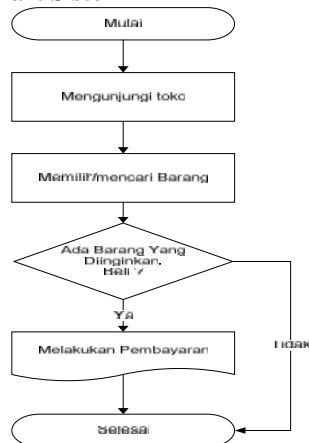 Mulai
Mengunjungi toko
Memilih/mencari Barang
Ada Barang Yang
Diinginkan.
Beli ?
Ya
Tidak
Melakukan Pembayaran
Selesai